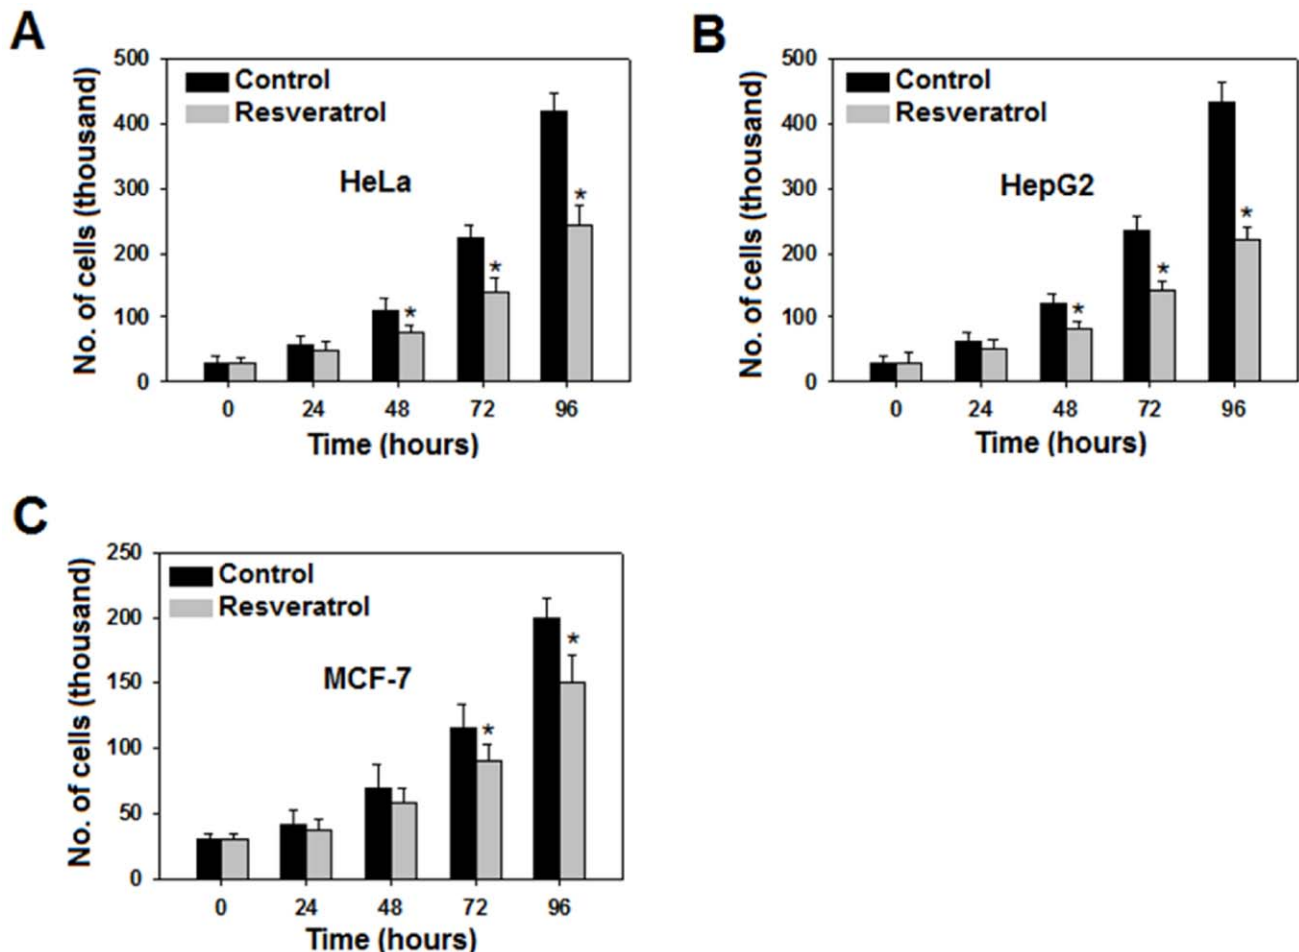 A
No. of cells (thousand)
500
400
300
200
100
0
Control
Resveratrol
HeLa
*
*
*
0 24 48 72 96
Time (hours)
B
No. of cells (thousand)
500
400
300
200
100
0
Control
Resveratrol
HepG2
*
*
*
0 24 48 72 96
Time (hours)
C
No. of cells (thousand)
250
200
150
100
50
0
Control
Resveratrol
MCF-7
*
*
0 24 48 72 96
Time (hours)